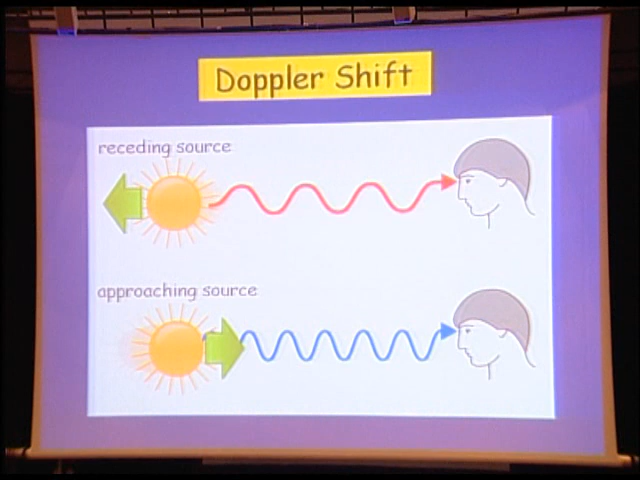 Doppler Shift
receding source
approaching source